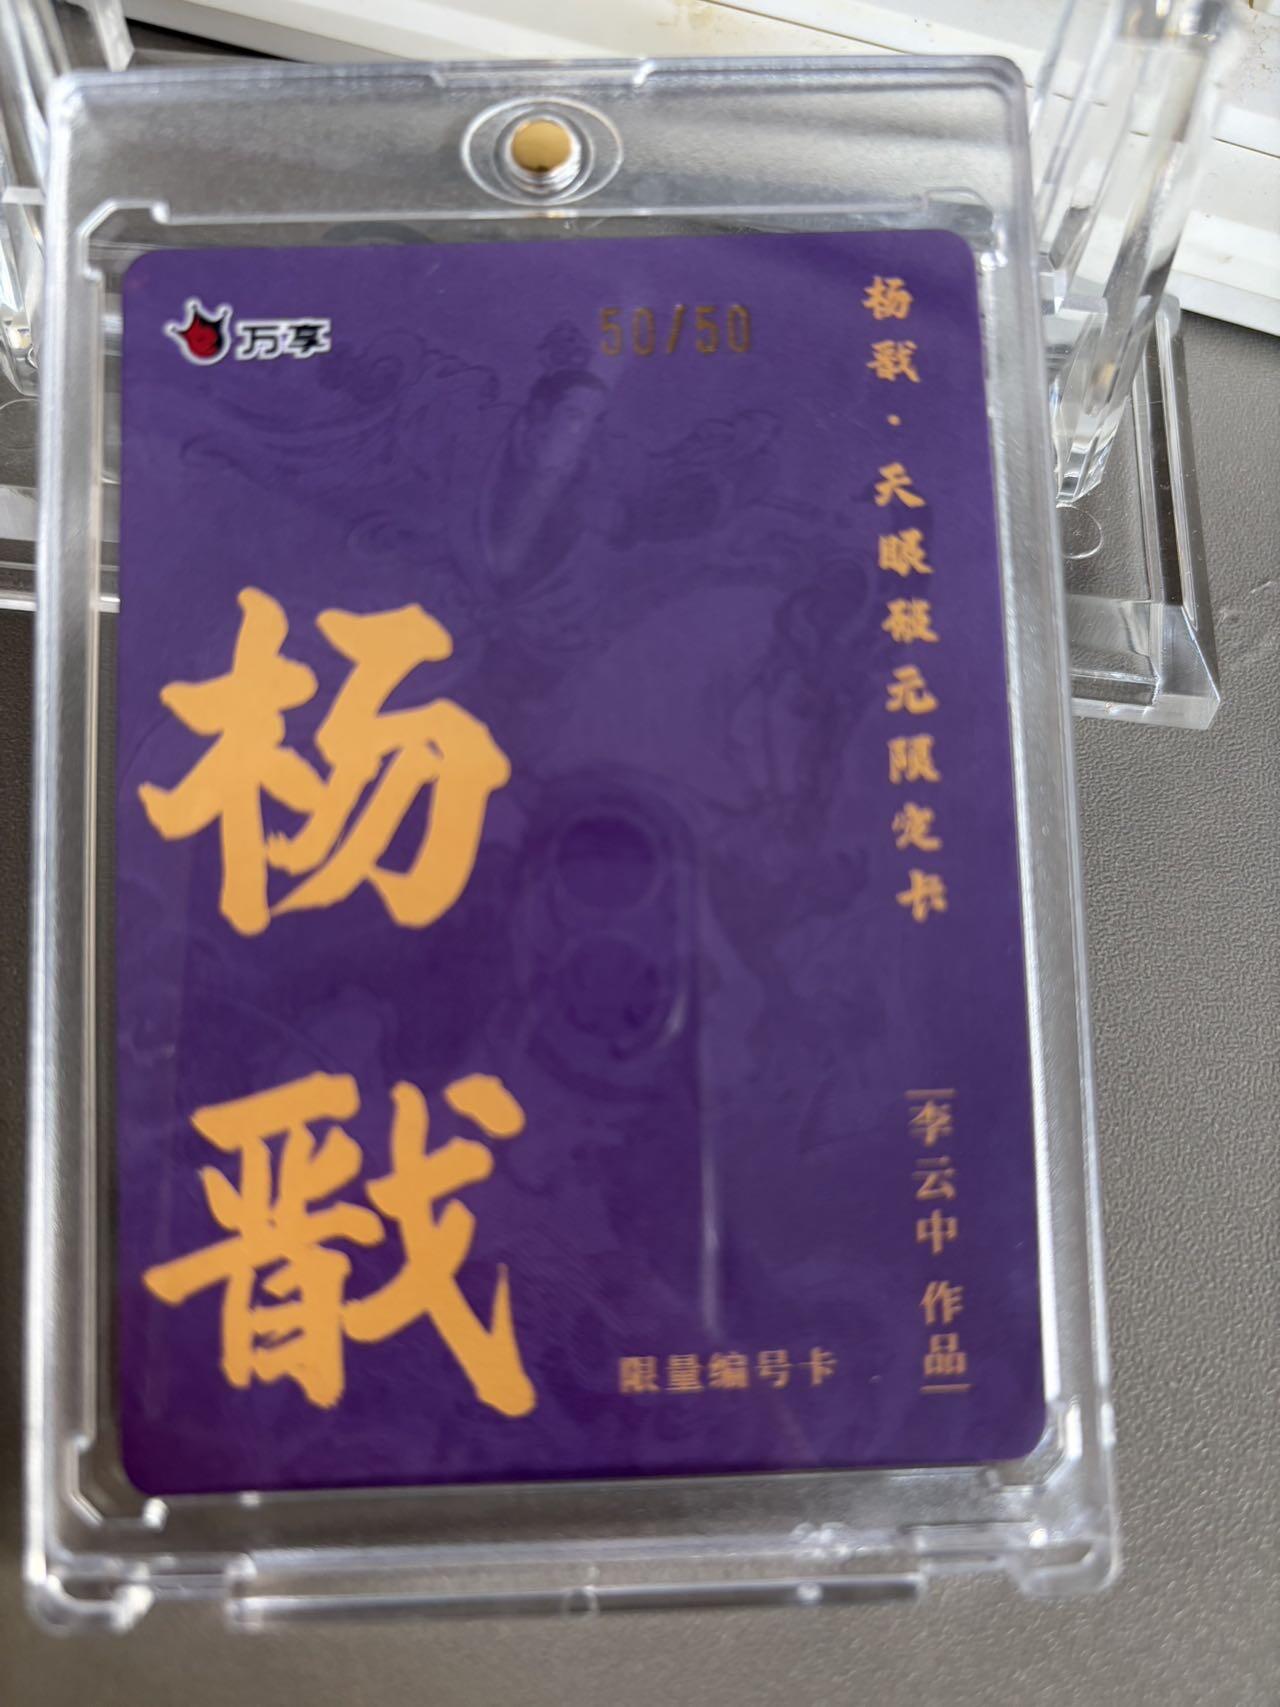 万享
50/50
杨戬·天眼破元限定卡
杨戬
李云中 作品
限量编号卡